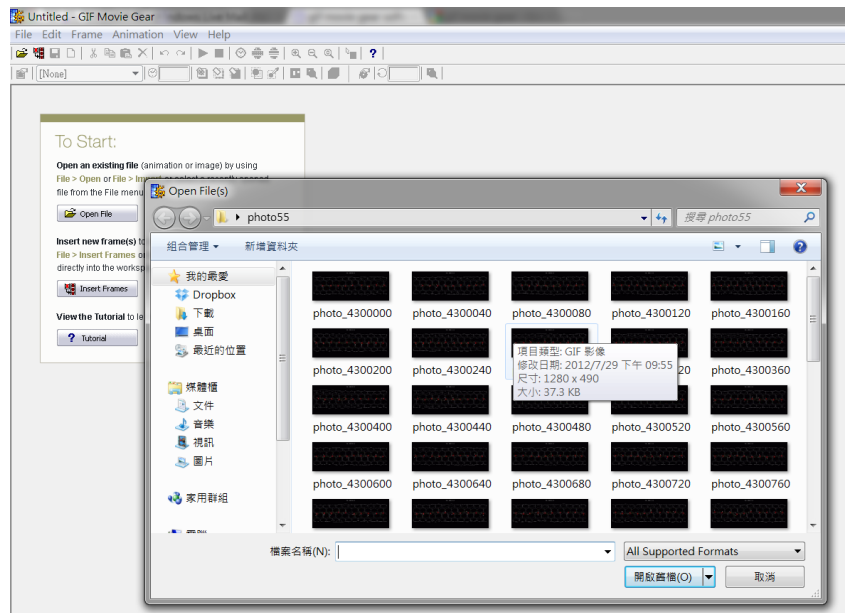 Untitled - GIF Movie Gear
File Edit Frame Animation View Help
[None]
To Start:
Open an existing file (animation or image) by using
File > Open or File >
file from the File menu
Open File
Insert new frame(s)
File > Insert Frames
directly into the worksp
Insert Frames
View the Tutorial to le
Tutorial
Open File(s)
photo55
搜尋 photo55
組合管理 新增資料夾
我的最愛
Dropbox
下載
桌面
最近的位置
媒體櫃
文件
音樂
視訊
圖片
家用群組
photo_4300000 photo_4300040 photo_4300080 photo_4300120 photo_4300160
photo_4300200 photo_4300240 20 photo_4300360
項目類型: GIF 影像
修改日期: 2012/7/29 下午 09:55
尺寸: 1280 x 490
大小: 37.3 KB
photo_4300400 photo_4300440 photo_4300480 photo_4300520 photo_4300560
photo_4300600 photo_4300640 photo_4300680 photo_4300720 photo_4300760
檔案名稱(N): All Supported Formats
開啟舊檔(O) 取消